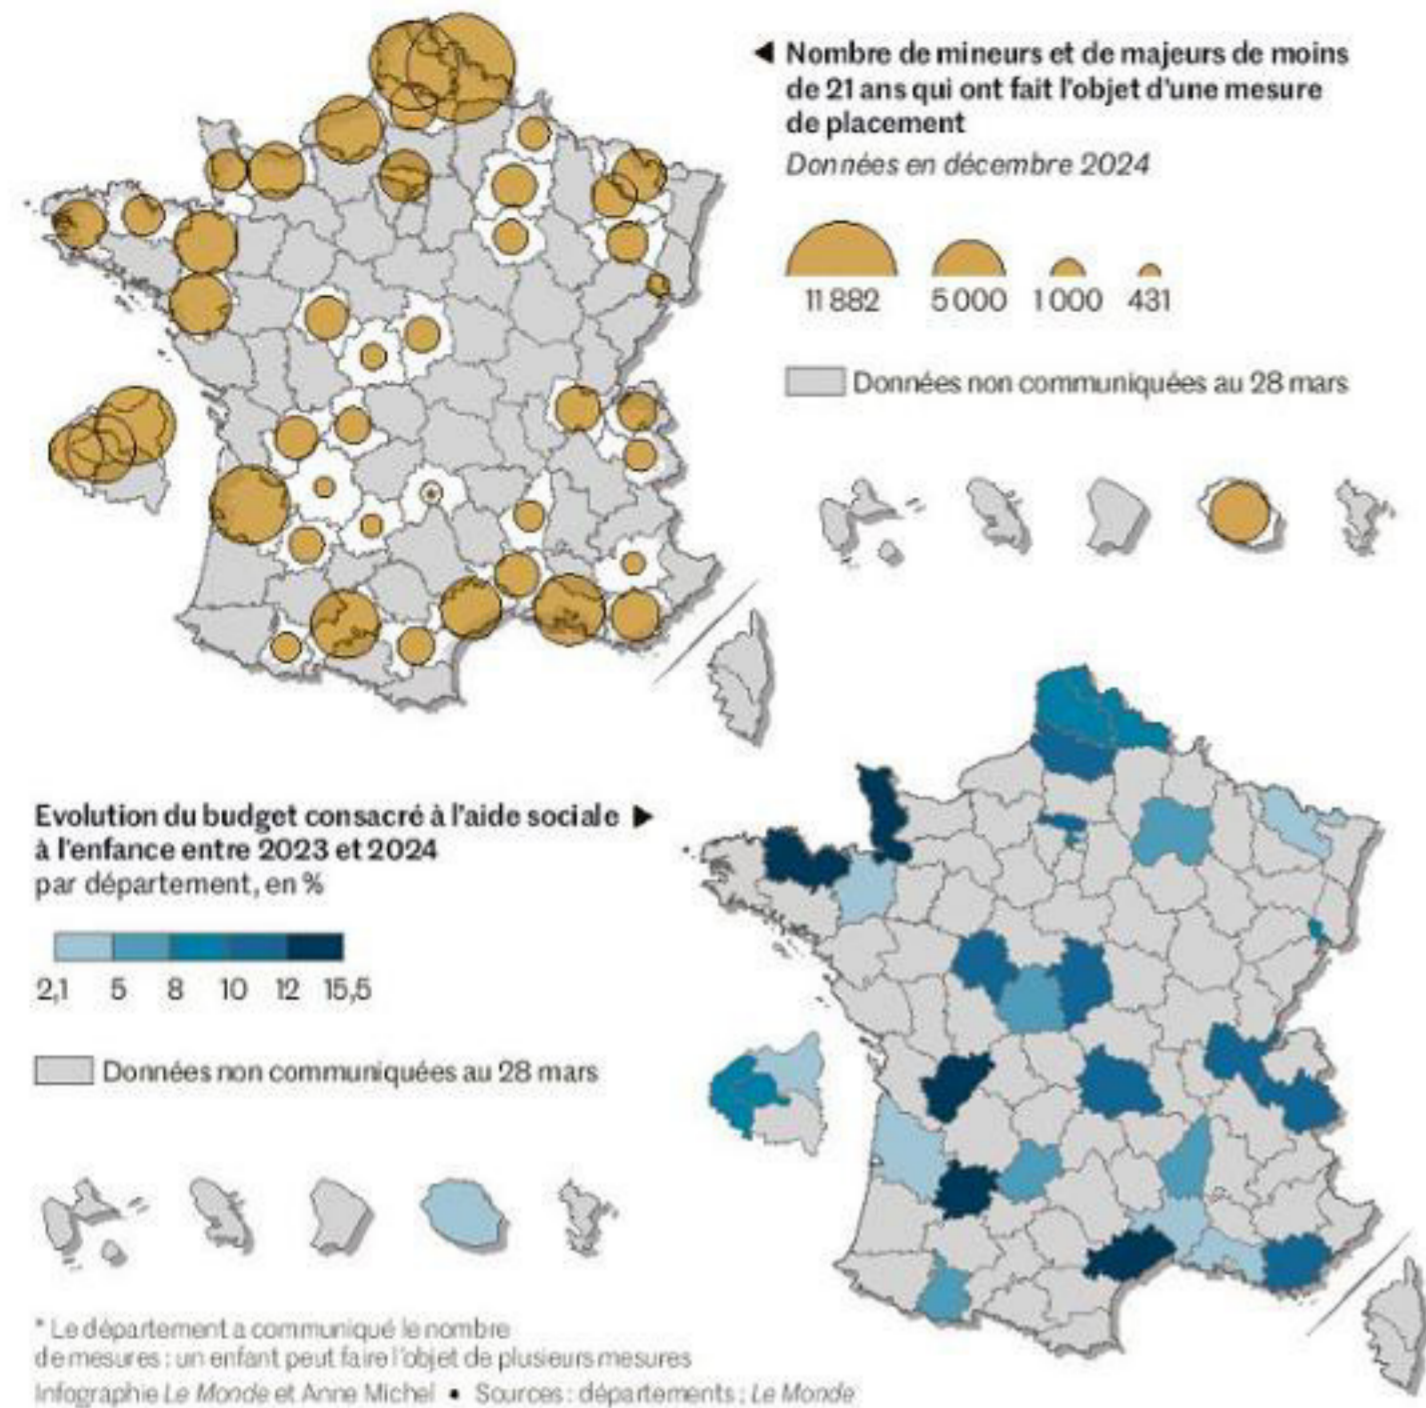 ◄ Nombre de mineurs et de majeurs de moins
de 21 ans qui ont fait l'objet d'une mesure
de placement
Données en décembre 2024
11 882 5 000 1 000 431
Données non communiquées au 28 mars
Evolution du budget consacré à l'aide sociale ►
à l'enfance entre 2023 et 2024
par département, en %
2,1 5 8 10 12 15,5
Données non communiquées au 28 mars
* Le département a communiqué le nombre
de mesures : un enfant peut faire l'objet de plusieurs mesures
Infographie Le Monde et Anne Michel • Sources : départements ; Le Monde